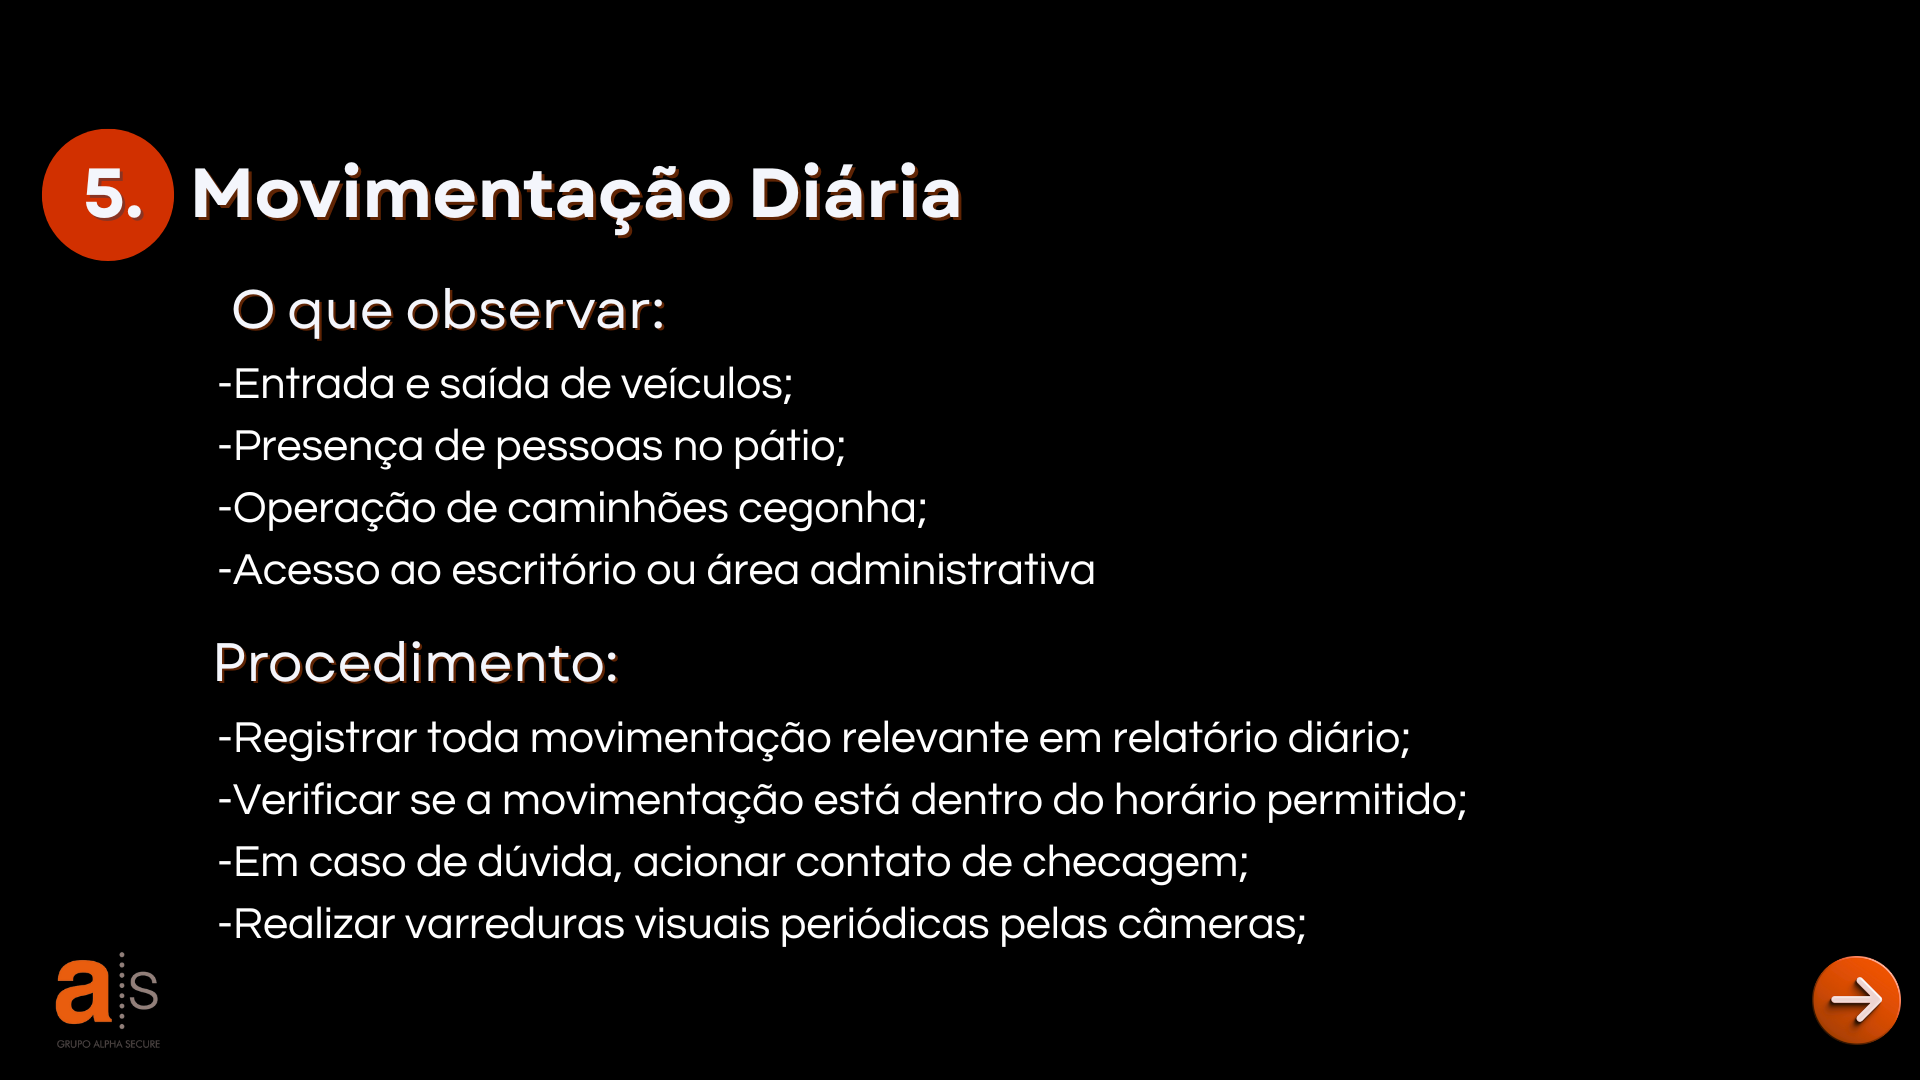 5. Movimentação Diária
O que observar:
-Entrada e saída de veículos;
-Presença de pessoas no pátio;
-Operação de caminhões cegonha;
-Acesso ao escritório ou área administrativa
Procedimento:
-Registrar toda movimentação relevante em relatório diário;
-Verificar se a movimentação está dentro do horário permitido;
-Em caso de dúvida, acionar contato de checagem;
-Realizar varreduras visuais periódicas pelas câmeras;
a s
GRUPO ALPHA SECURE